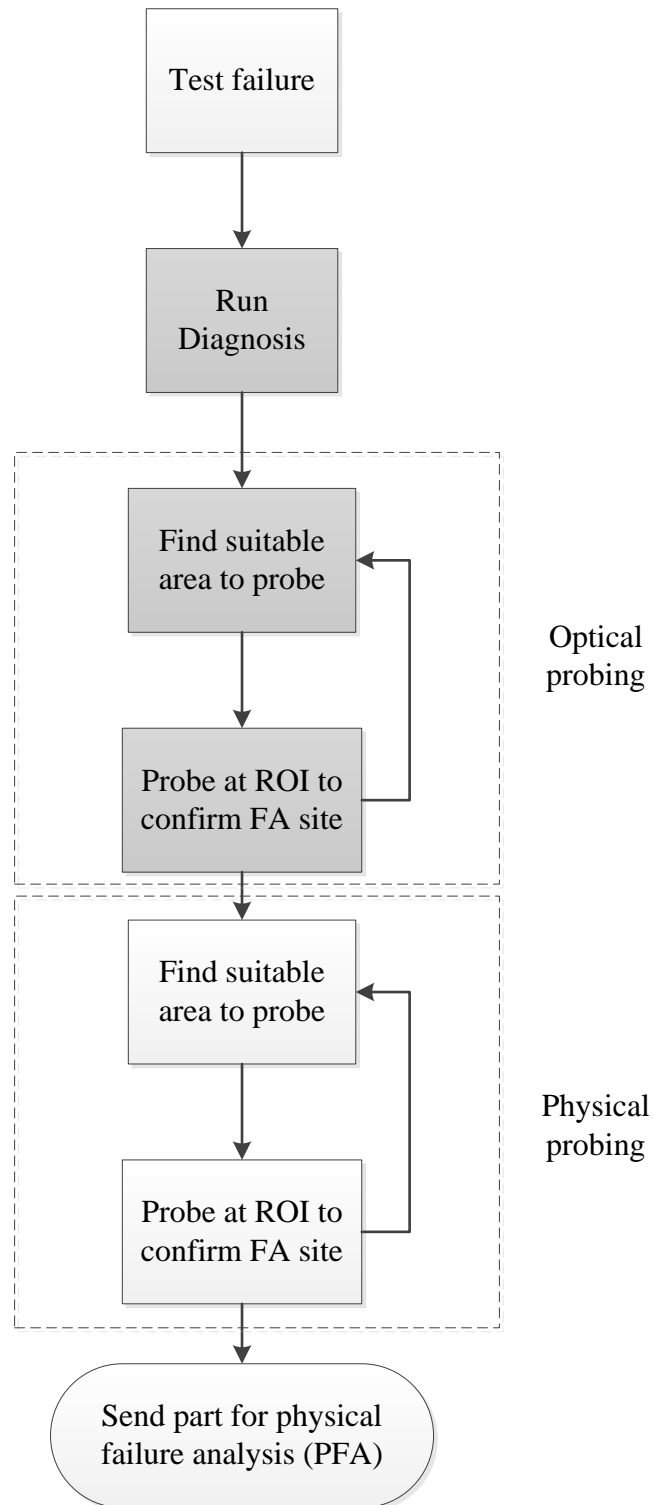 Test failure
Run
Diagnosis
Find suitable
area to probe
Optical
probing
Probe at ROI to
confirm FA site
Find suitable
area to probe
Physical
probing
Probe at ROI to
confirm FA site
Send part for physical
failure analysis (PFA)